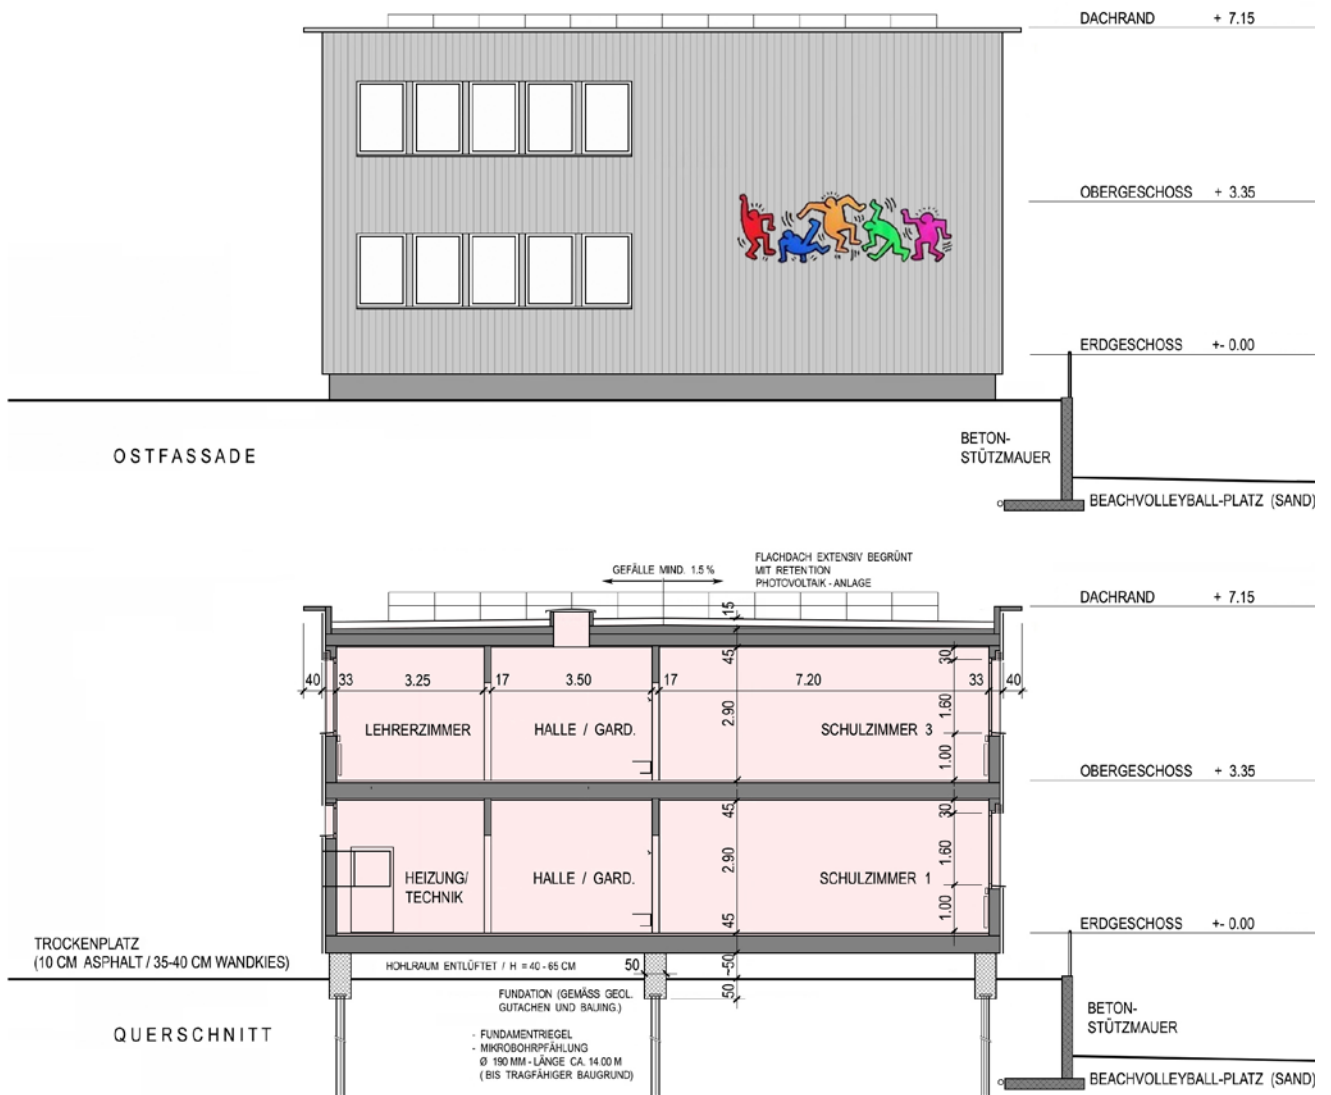 DACHRAND + 7.15
OBERGESCHOSS + 3.35
ERDGESCHOSS +- 0.00
OSTFASSADE
BETON-
STÜTZMAUER
BEACHVOLLEYBALL-PLATZ (SAND)
GEFÄLLE MIND. 1.5 %
FLACHDACH EXTENSIV BEGRÜNT
MIT RETENTION
PHOTOVOLTAIK - ANLAGE
DACHRAND + 7.15
15
45
30
40 33 3.25 17 3.50 17 7.20 33 40
2.90
1.60
LEHRERZIMMER HALLE / GARD. SCHULZIMMER 3
1.00
OBERGESCHOSS + 3.35
45
30
2.90
1.60
HEIZUNG/
TECHNIK
HALLE / GARD. SCHULZIMMER 1
1.00
45
ERDGESCHOSS +- 0.00
TROCKENPLATZ
(10 CM ASPHALT / 35-40 CM WANDKIES)
HOHLRAUM ENTLÜFTET / H = 40 - 65 CM
50
~50
50
FUNDATION (GEMÄSS GEOL.
GUTACHEN UND BAUING.)
QUERSCHNITT
- FUNDAMENTRIEGEL
- MIKROBOHRPFÄHLUNG
Ø 190 MM - LÄNGE CA. 14.00 M
( BIS TRAGFÄHIGER BAUGRUND)
BETON-
STÜTZMAUER
BEACHVOLLEYBALL-PLATZ (SAND)